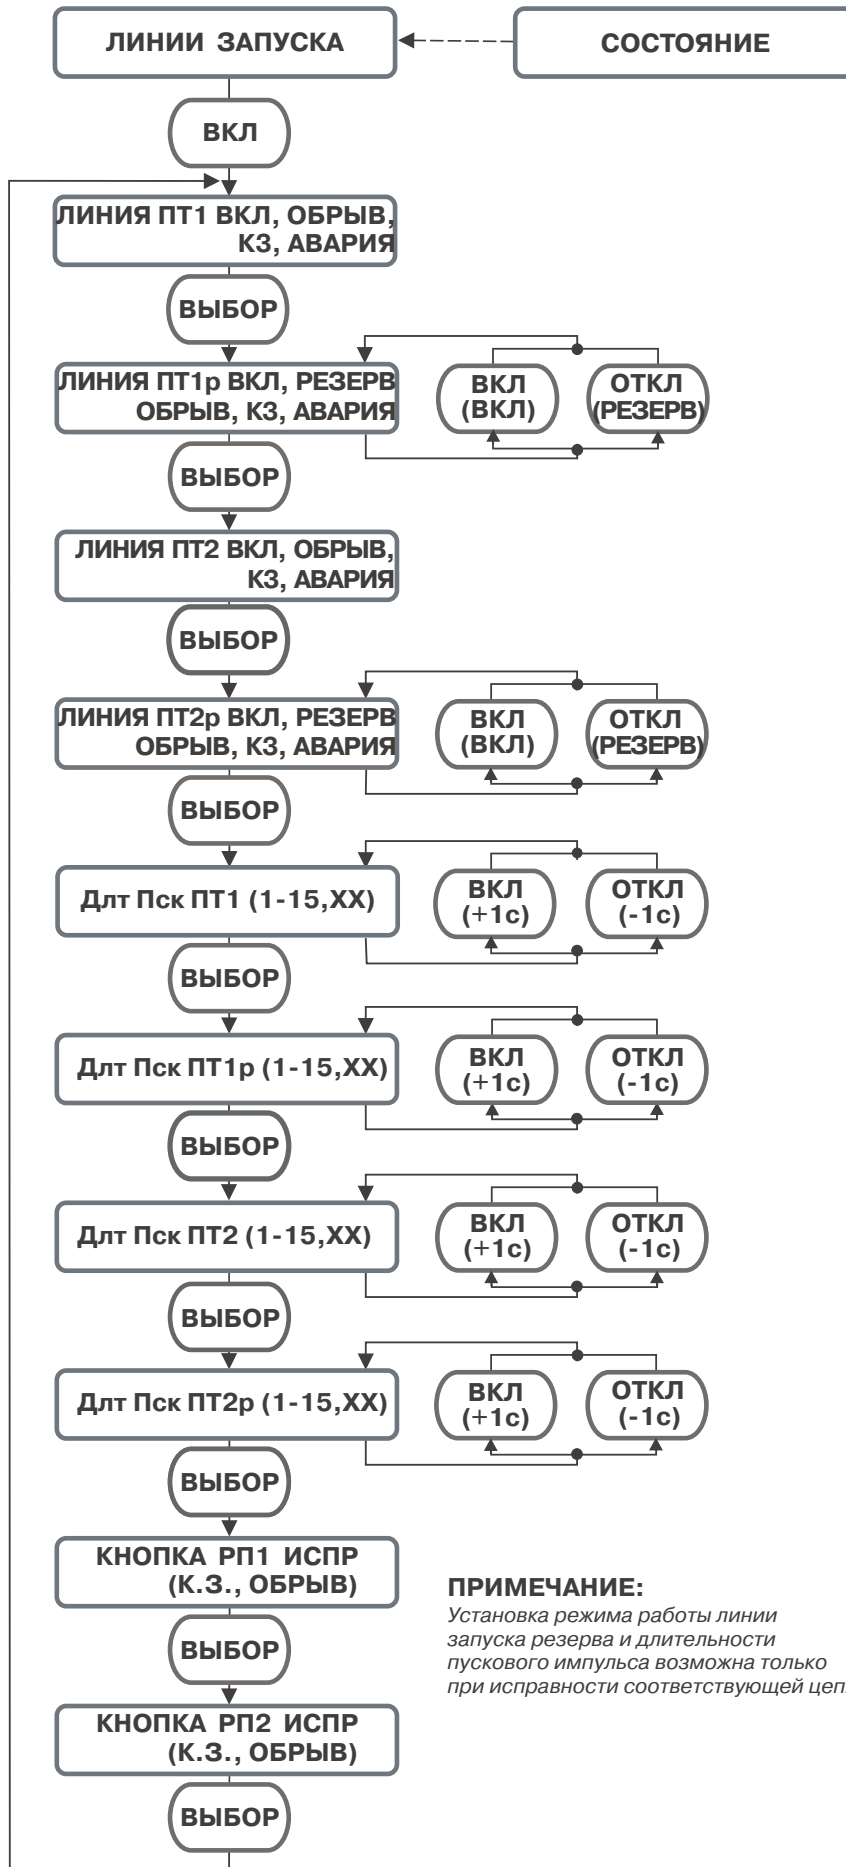 ЛИНИИ ЗАПУСКА
СОСТОЯНИЕ
ВКЛ
ЛИНИЯ ПТ1 ВКЛ, ОБРЫВ,
КЗ, АВАРИЯ
ВЫБОР
ЛИНИЯ ПТ1р ВКЛ, РЕЗЕРВ
ОБРЫВ, КЗ, АВАРИЯ
ВКЛ
(ВКЛ)
ОТКЛ
(РЕЗЕРВ)
ВЫБОР
ЛИНИЯ ПТ2 ВКЛ, ОБРЫВ,
КЗ, АВАРИЯ
ВЫБОР
ЛИНИЯ ПТ2р ВКЛ, РЕЗЕРВ
ОБРЫВ, КЗ, АВАРИЯ
ВКЛ
(ВКЛ)
ОТКЛ
(РЕЗЕРВ)
ВЫБОР
Длт Пск ПТ1 (1-15,ХХ)
ВКЛ
(+1с)
ОТКЛ
(-1с)
ВЫБОР
Длт Пск ПТ1р (1-15,ХХ)
ВКЛ
(+1с)
ОТКЛ
(-1с)
ВЫБОР
Длт Пск ПТ2 (1-15,ХХ)
ВКЛ
(+1с)
ОТКЛ
(-1с)
ВЫБОР
Длт Пск ПТ2р (1-15,ХХ)
ВКЛ
(+1с)
ОТКЛ
(-1с)
ВЫБОР
КНОПКА РП1 ИСПР
(К.З., ОБРЫВ)
ВЫБОР
КНОПКА РП2 ИСПР
(К.З., ОБРЫВ)
ВЫБОР
ПРИМЕЧАНИЕ:
Установка режима работы линии
запуска резерва и длительности
пускового импульса возможна только
при исправности соответствующей цеп